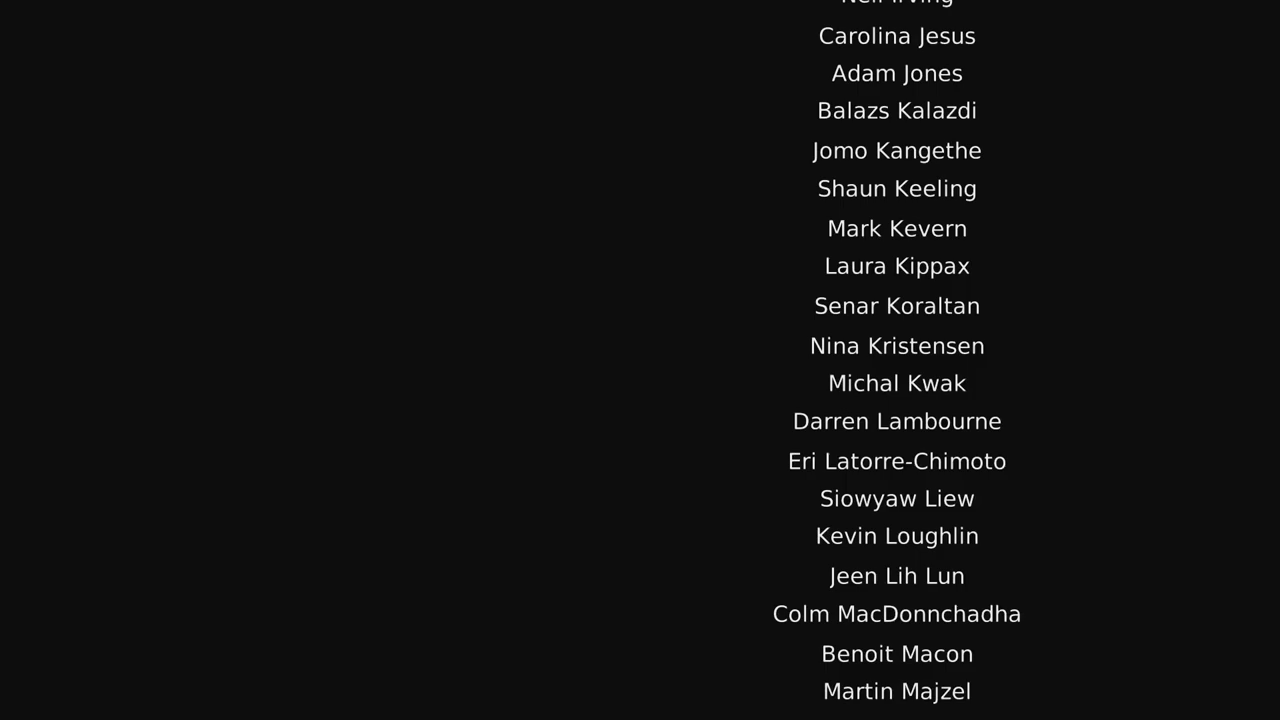 Carolina Jesus
Adam Jones
Balazs Kalazdi
Jomo Kangethe
Shaun Keeling
Mark Kevern
Laura Kippax
Senar Koraltan
Nina Kristensen
Michal Kwak
Darren Lambourne
Eri Latorre-Chimoto
Siowyaw Liew
Kevin Loughlin
Jeen Lih Lun
Colm MacDonnchadha
Benoit Macon
Martin Majzel